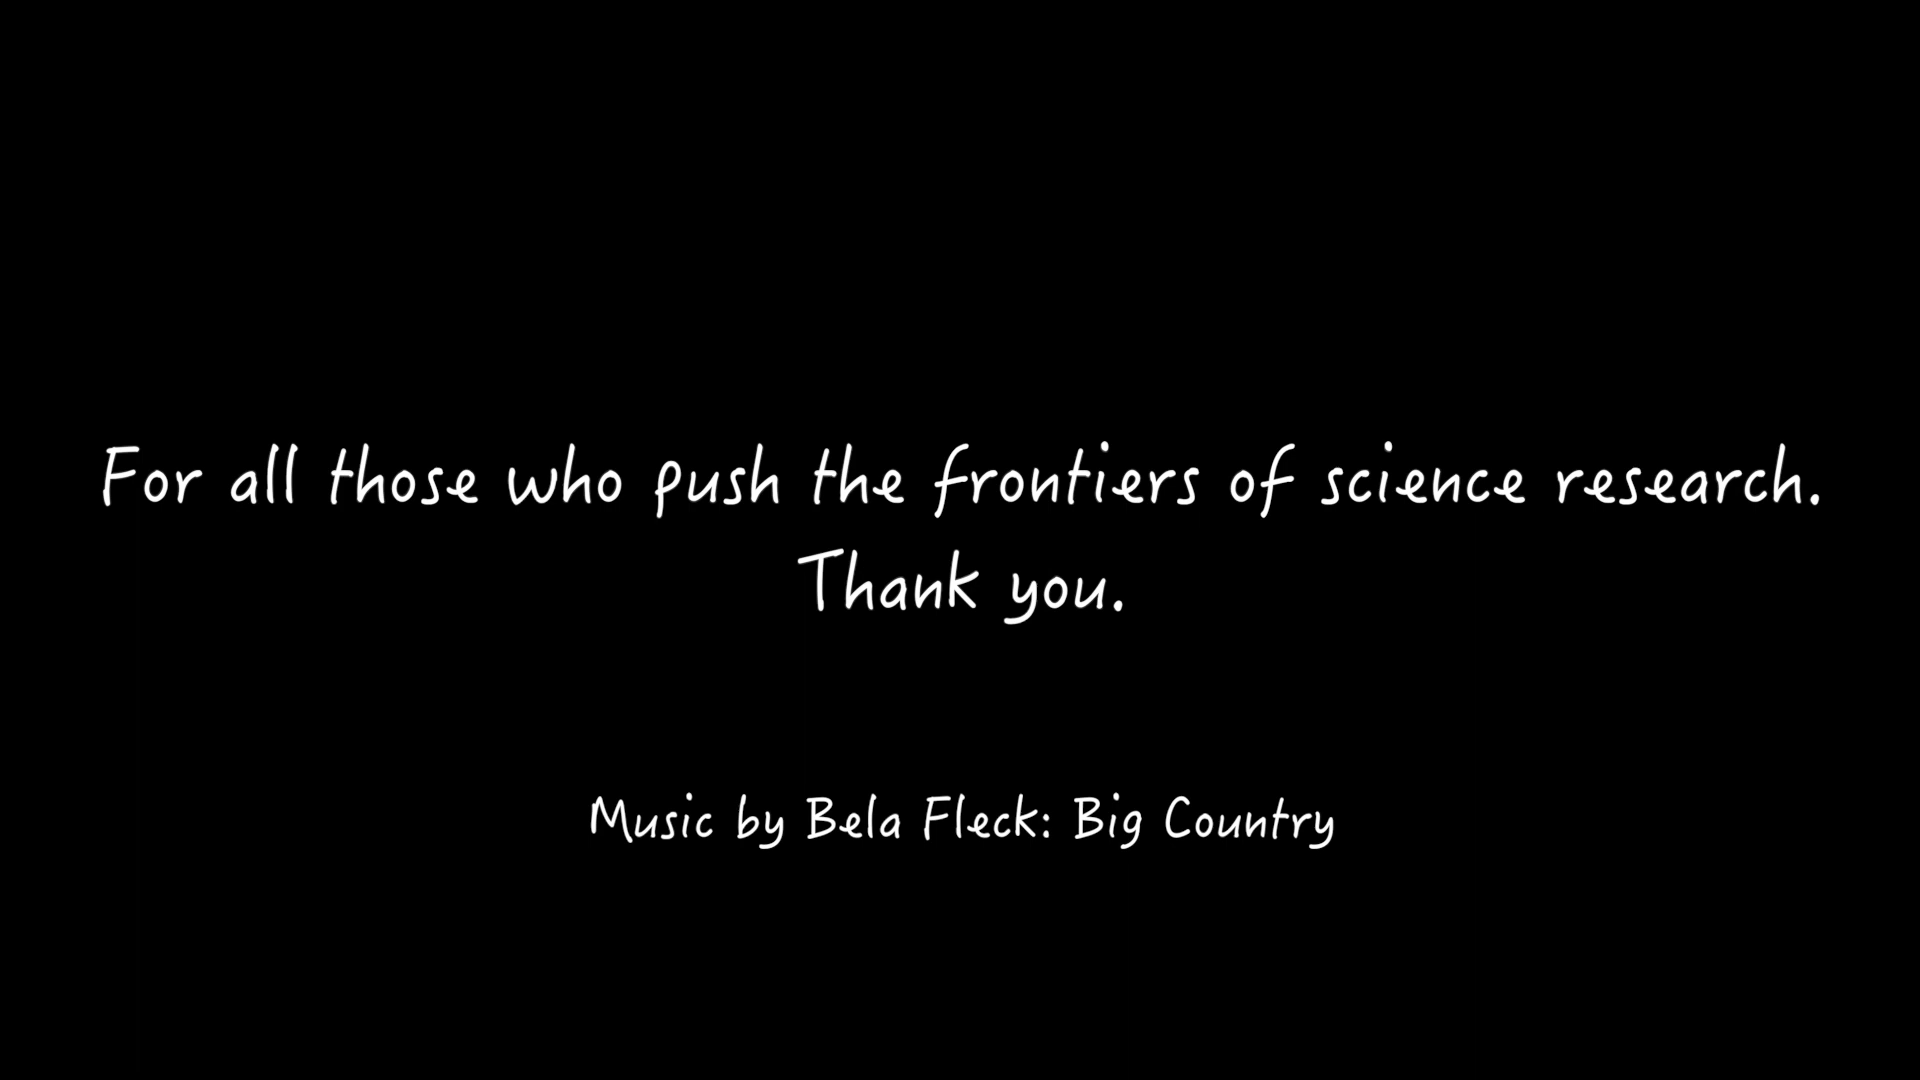 For all those who push the frontiers of science research.
Thank you.
Music by Bela Fleck: Big Country